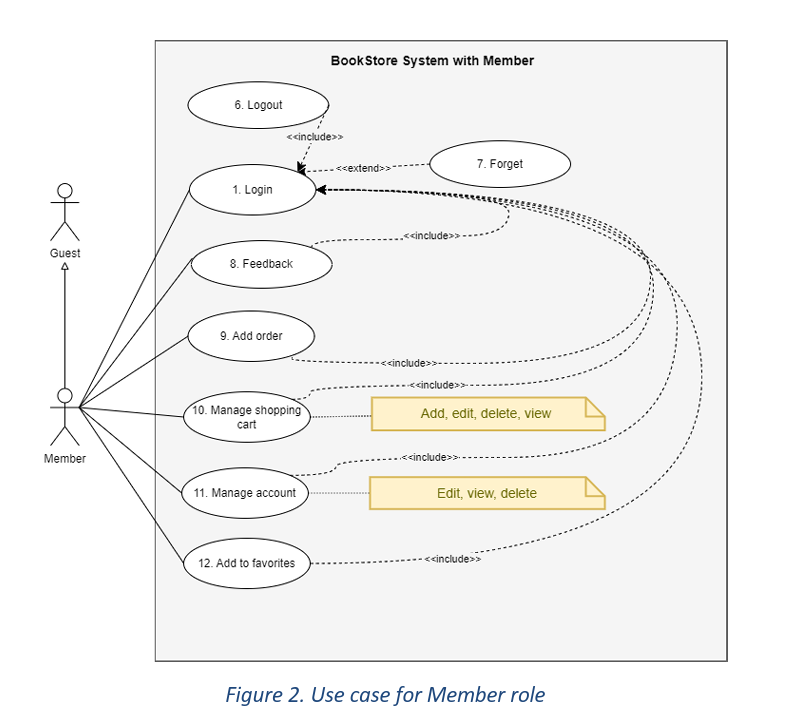 BookStore System with Member
6. Logout
<<include>>
7. Forget
<<extend>>
1. Login
Guest
<<include>>
8. Feedback
9. Add order
<<include>>
<<include>>
10. Manage shopping
cart
Add, edit, delete, view
Member
<<include>>
11. Manage account
Edit, view, delete
12. Add to favorites
<<include>>
Figure 2. Use case for Member role